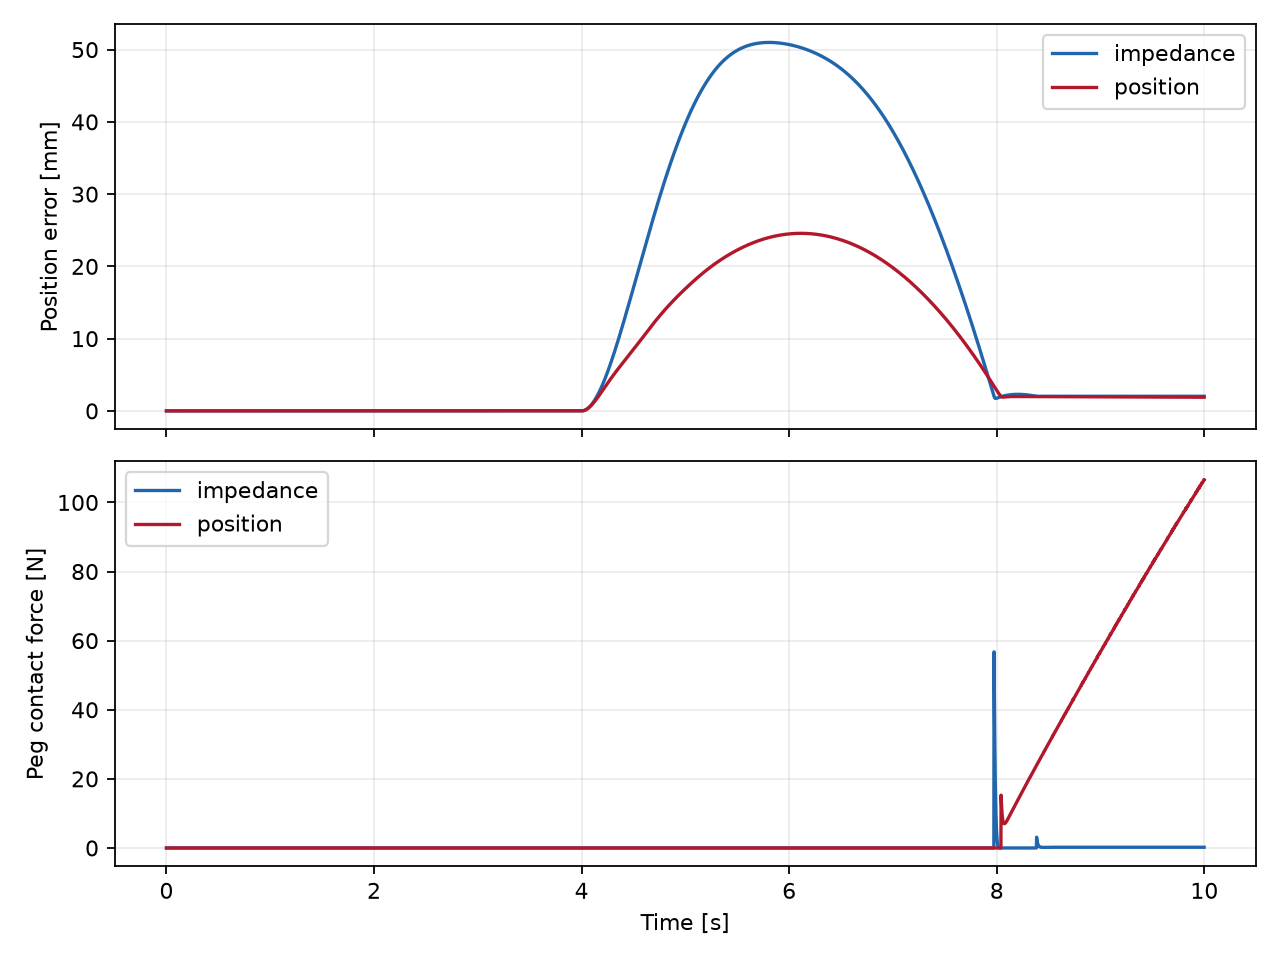 Position error [mm]
50
40
30
20
10
0
impedance
position
Peg contact force [N]
100
80
60
40
20
0
impedance
position
0 2 4 6 8 10
Time [s]